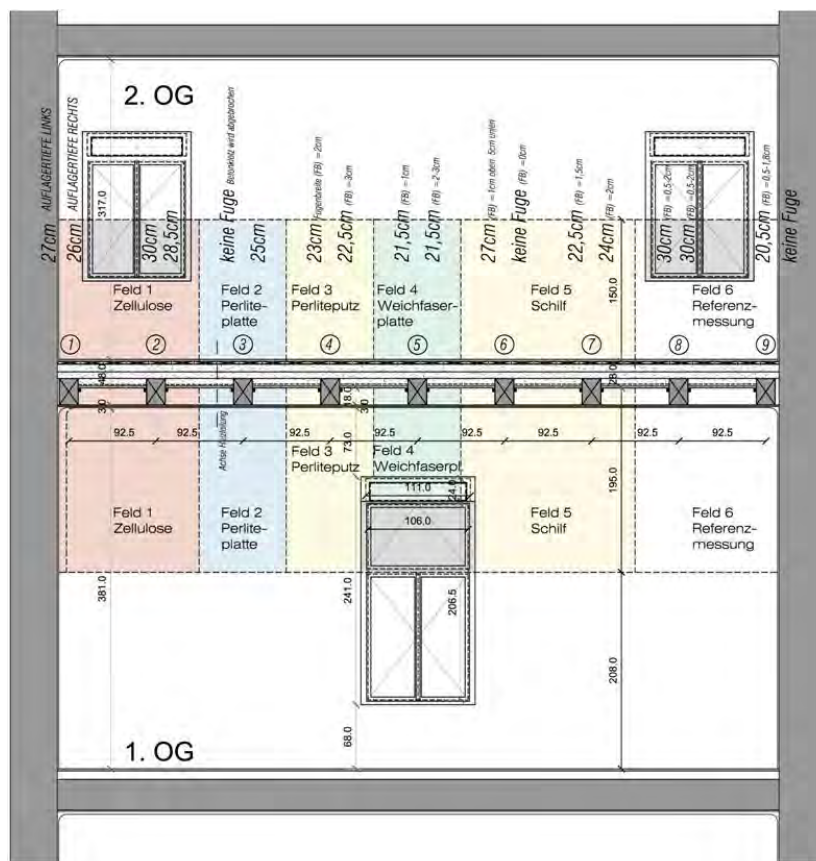 2. OG
AUFLAGERTIEFE LINKS
AUFLAGERTIEFE RECHTS
27cm
26cm
317.0
30cm
28,5cm
keine Fuge Betonklotz wird abgebrochen
25cm
23cm Fugenbreite (FB) = 2cm
22,5cm (FB) = 3cm
21,5cm (FB) = 1cm
21,5cm (FB) = 2-3cm
27cm (FB) = 1cm oben 5cm unten
keine Fuge (FB) = 0cm
22,5cm (FB) = 1,5cm
24cm (FB) = 2cm
30cm (FB) = 0,5-2cm
30cm (FB) = 0,5-2cm
20,5cm (FB) = 0,5-1,8cm
keine Fuge
150.0
Feld 1
Zellulose
Feld 2
Perlite-
platte
Feld 3
Perliteputz
Feld 4
Weichfaser-
platte
Feld 5
Schilf
Feld 6
Referenz-
messung
1 2 3 4 5 6 7 8 9
48.0
3.0
18.0
3.0
28.0
92.5 92.5 92.5 92.5 92.5 92.5 92.5 92.5
73.0
195.0
Feld 3
Perliteputz
Feld 4
Weichfaserpl.
111.0
24.0
106.0
Feld 1
Zellulose
Feld 2
Perlite-
platte
Feld 5
Schilf
Feld 6
Referenz-
messung
381.0
241.0
206.5
208.0
68.0
1. OG